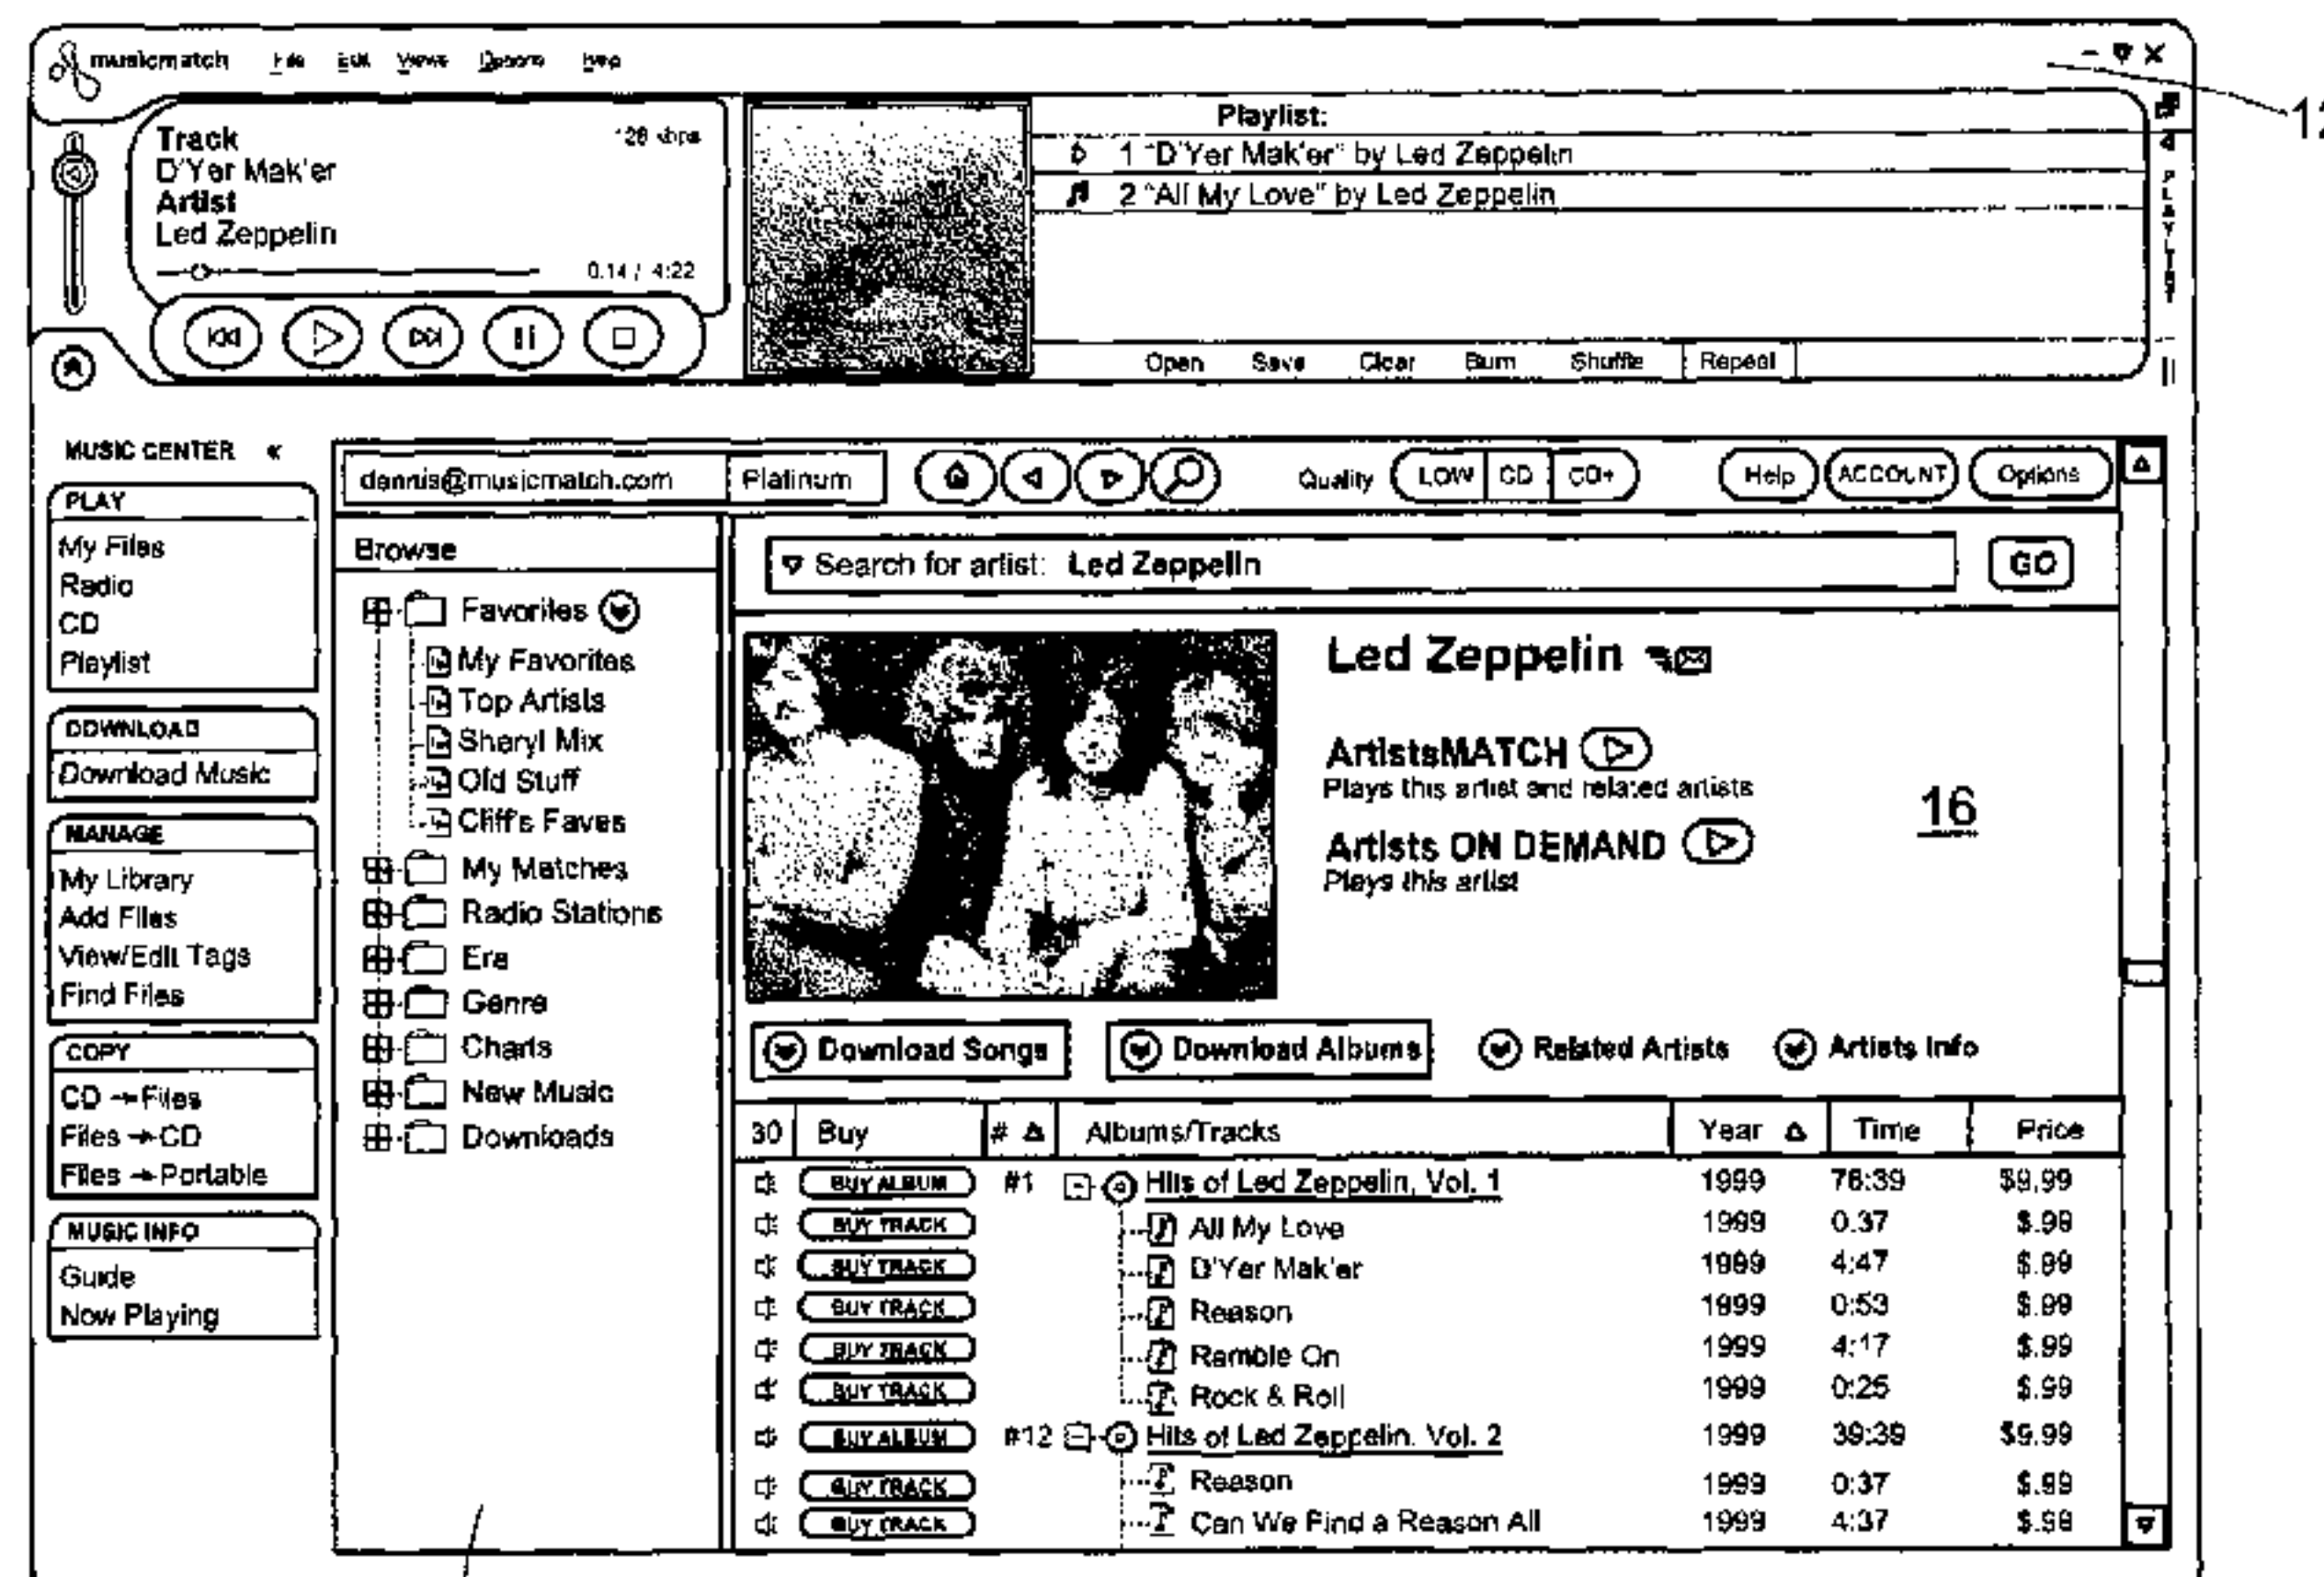 musicmatch File Edit Views Options Help
12
Track
128 kbps
D'Yer Mak'er
Artist
Led Zeppelin
0.14 / 4:22
Playlist:
1 "D'Yer Mak'er" by Led Zeppelin
2 "All My Love" by Led Zeppelin
Open Save Clear Burn Shuffle Repeat
PLAYLIST
MUSIC CENTER «
PLAY
My Files
Radio
CD
Playlist
DOWNLOAD
Download Music
MANAGE
My Library
Add Files
View/Edit Tags
Find Files
COPY
CD → Files
Files → CD
Files → Portable
MUSIC INFO
Guide
Now Playing
dennis@musicmatch.com Platinum Quality LOW CD CD+ Help ACCOUNT Options
Browse
Favorites
My Favorites
Top Artists
Sheryl Mix
Old Stuff
Cliff's Faves
My Matches
Radio Stations
Era
Genre
Charts
New Music
Downloads
Search for artist: Led Zeppelin GO
Led Zeppelin
ArtistsMATCH
Plays this artist and related artists
16
Artists ON DEMAND
Plays this artist
Download Songs Download Albums Related Artists Artists Info
30 Buy # Albums/Tracks Year Time Price
BUY ALBUM #1 Hits of Led Zeppelin, Vol. 1 1999 76:39 $9.99
BUY TRACK All My Love 1999 0.37 $.99
BUY TRACK D'Yer Mak'er 1999 4:47 $.99
BUY TRACK Reason 1999 0:53 $.99
BUY TRACK Ramble On 1999 4:17 $.99
BUY TRACK Rock & Roll 1999 0:25 $.99
BUY ALBUM #12 Hits of Led Zeppelin. Vol. 2 1999 39:39 $9.99
BUY TRACK Reason 1999 0:37 $.99
BUY TRACK Can We Find a Reason All 1999 4:37 $.99